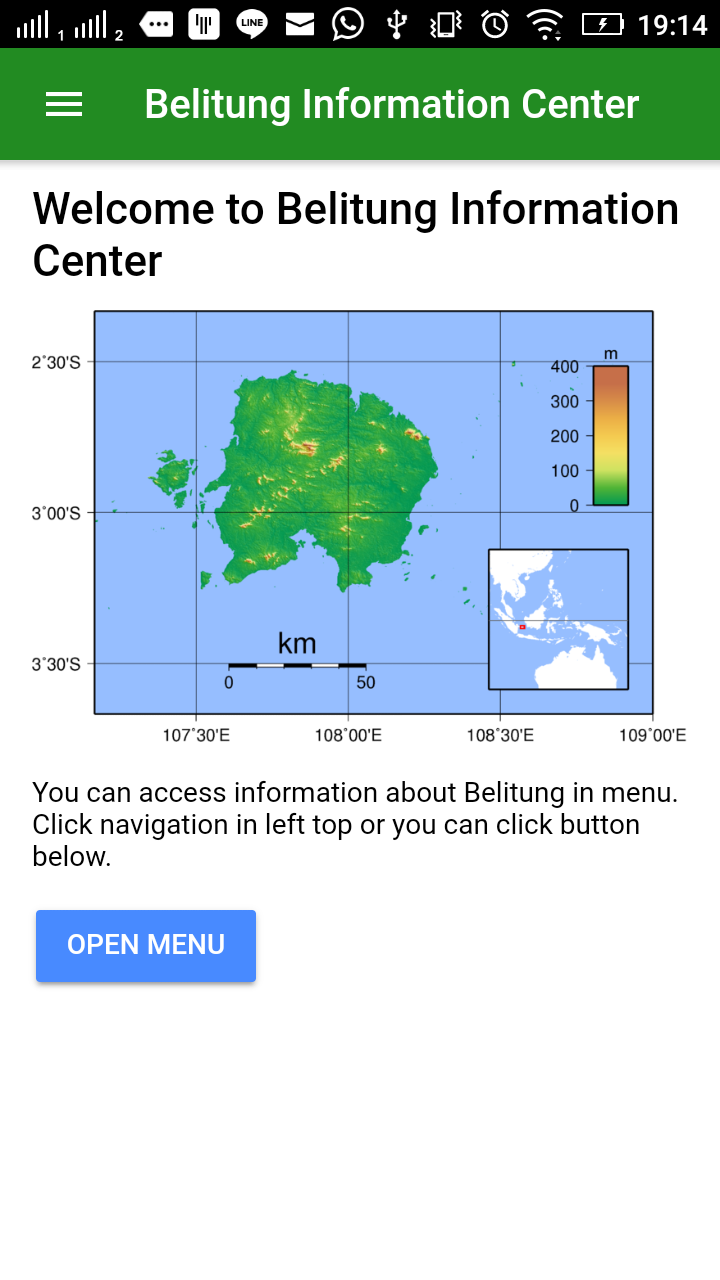 1 2 LINE 19:14
Belitung Information Center
Welcome to Belitung Information
Center
m
2°30'S 400
300
200
100
3°00'S 0
km
3°30'S
0 50
107°30'E 108°00'E 108°30'E 109°00'E
You can access information about Belitung in menu.
Click navigation in left top or you can click button
below.
OPEN MENU